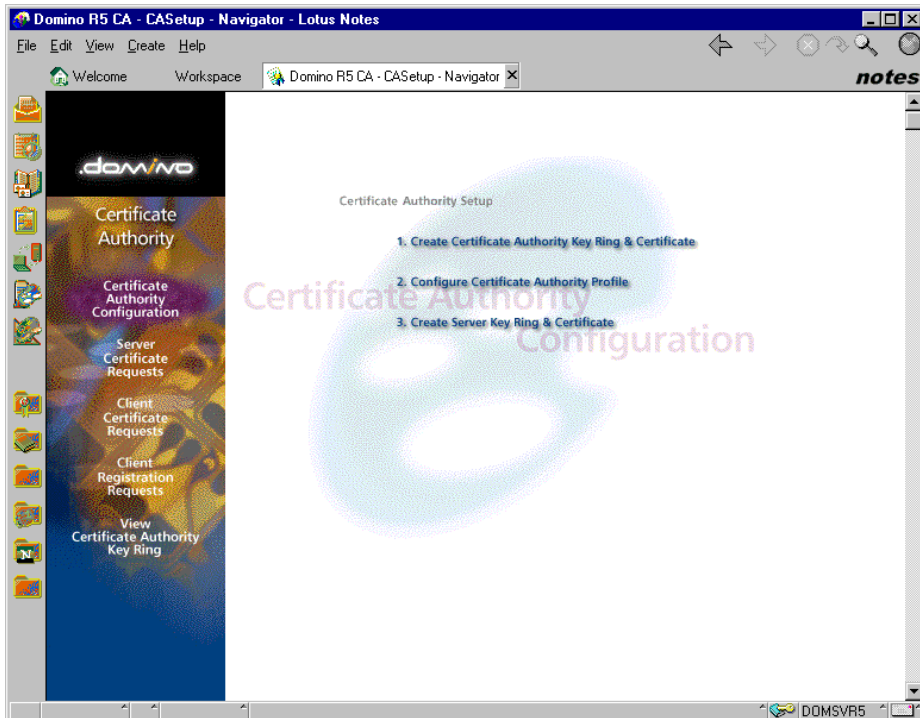 Domino R5 CA - CASetup - Navigator - Lotus Notes
File Edit View Create Help
Welcome Workspace Domino R5 CA - CASetup - Navigator
notes
.domino
Certificate
Authority
Certificate
Authority
Configuration
Server
Certificate
Requests
Client
Certificate
Requests
Client
Registration
Requests
View
Certificate Authority
Key Ring
Certificate Authority Setup
1. Create Certificate Authority Key Ring & Certificate
2. Configure Certificate Authority Profile
3. Create Server Key Ring & Certificate
Certificate Authority
Configuration
DOMSVR5